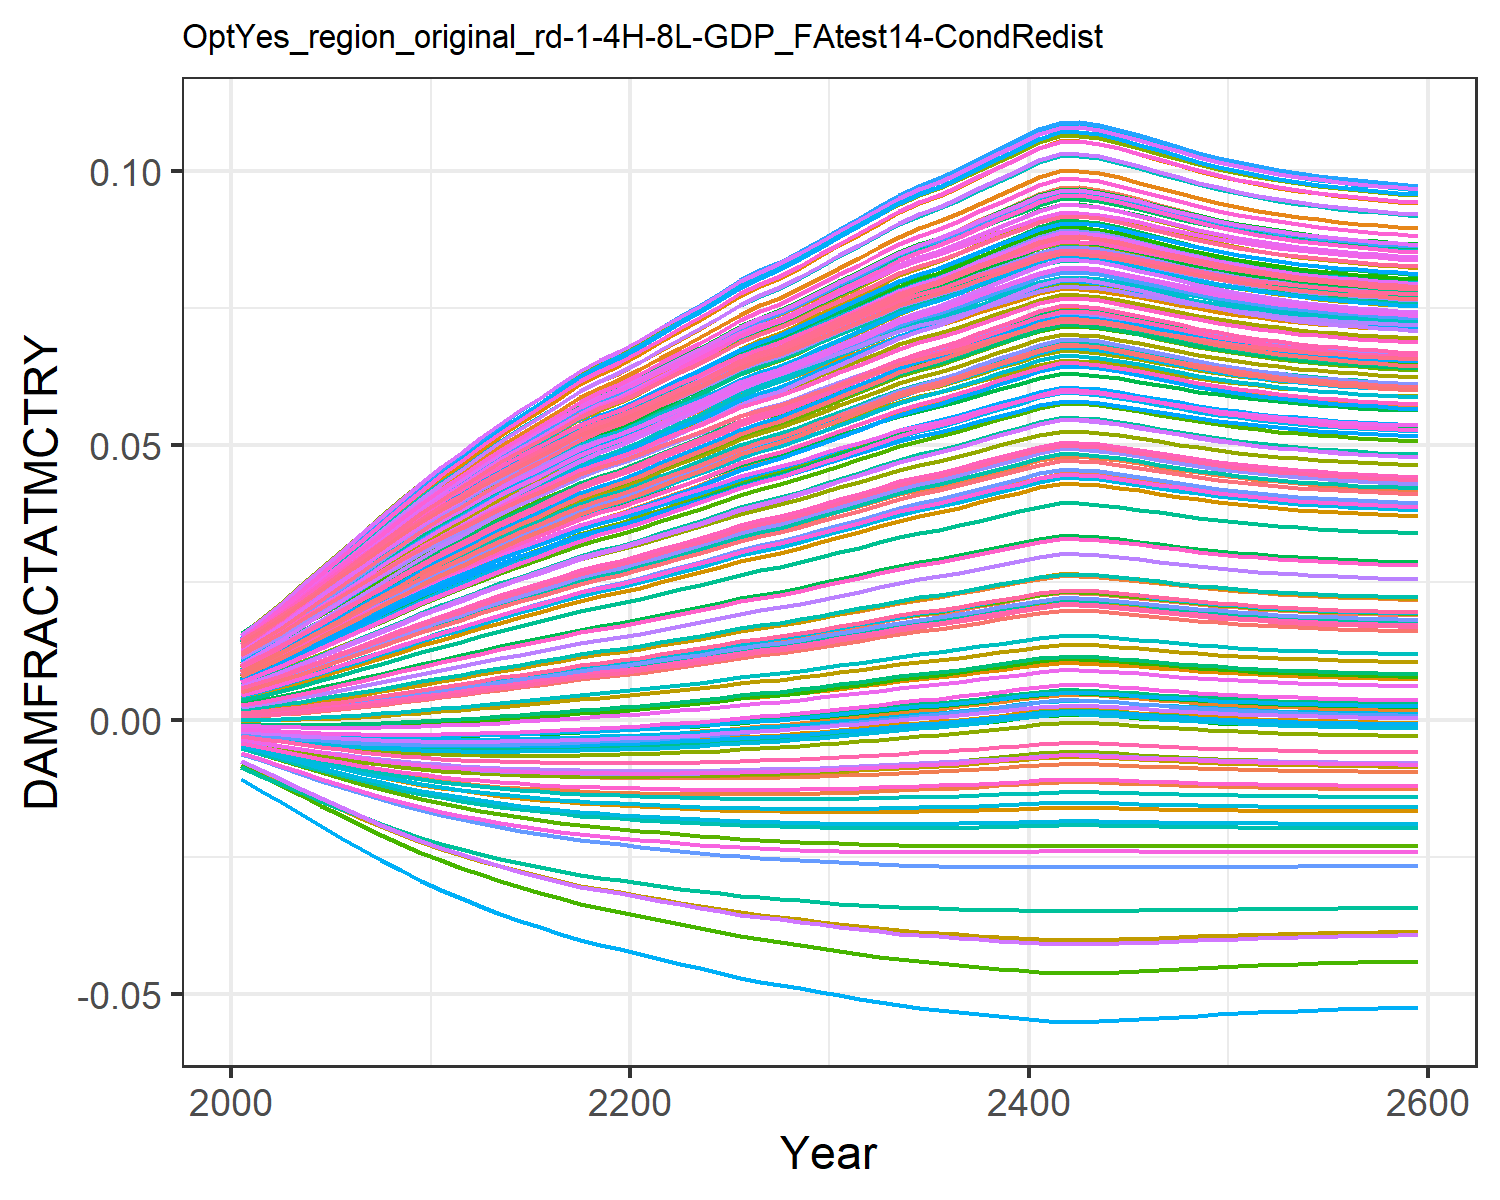 OptYes_region_original_rd-1-4H-8L-GDP_FAtest14-CondRedist
DAMFRACTATMCTRY
0.10
0.05
0.00
-0.05
2000 2200 2400 2600
Year